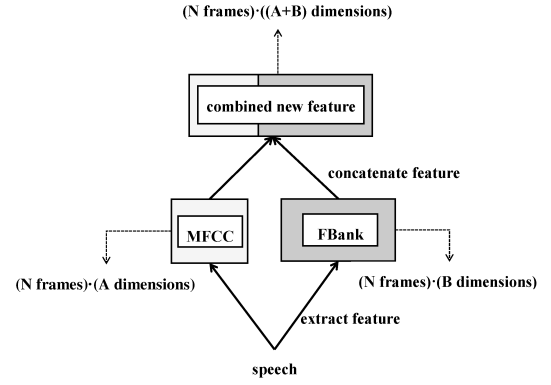 (N frames)·((A+B) dimensions)
combined new feature
concatenate feature
MFCC
FBank
(N frames)·(A dimensions)
(N frames)·(B dimensions)
extract feature
speech